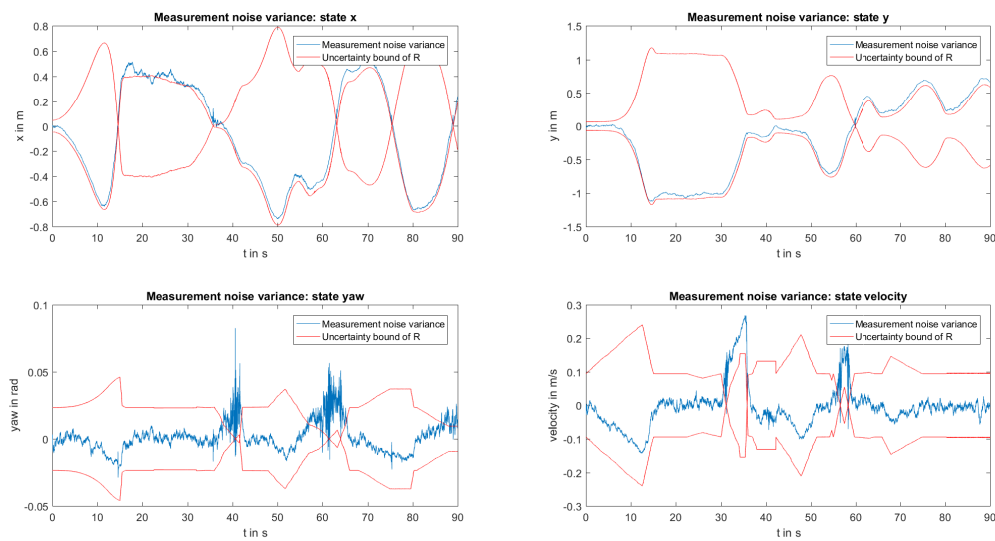 Measurement noise variance: state x
0.8
0.6
0.4
0.2
0
-0.2
-0.4
-0.6
-0.8
x in m
0 10 20 30 40 50 60 70 80 90
t in s
Measurement noise variance
Uncertainty bound of R
Measurement noise variance: state y
1.5
1
0.5
0
-0.5
-1
-1.5
y in m
0 10 20 30 40 50 60 70 80 90
t in s
Measurement noise variance
Uncertainty bound of R
Measurement noise variance: state yaw
0.1
0.05
0
-0.05
yaw in rad
0 10 20 30 40 50 60 70 80 90
t in s
Measurement noise variance
Uncertainty bound of R
Measurement noise variance: state velocity
0.3
0.2
0.1
0
-0.1
-0.2
-0.3
velocity in m/s
0 10 20 30 40 50 60 70 80 90
t in s
Measurement noise variance
Uncertainty bound of R